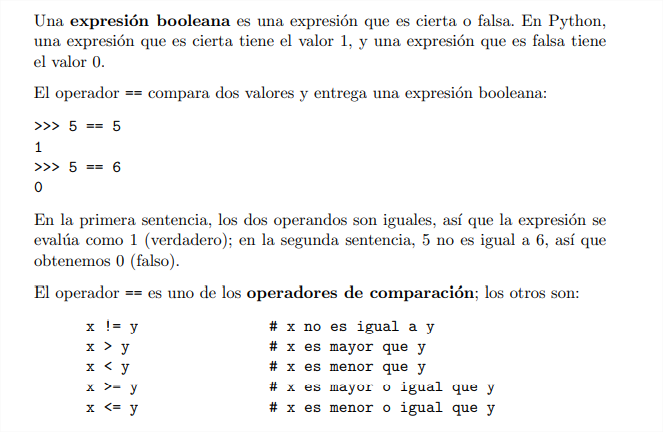 Una expresión booleana es una expresión que es cierta o falsa. En Python,
una expresión que es cierta tiene el valor 1, y una expresión que es falsa tiene
el valor 0.
El operador == compara dos valores y entrega una expresión booleana:
>>> 5 == 5
1
>>> 5 == 6
0
En la primera sentencia, los dos operandos son iguales, así que la expresión se
evalúa como 1 (verdadero); en la segunda sentencia, 5 no es igual a 6, así que
obtenemos 0 (falso).
El operador == es uno de los operadores de comparación; los otros son:
x != y # x no es igual a y
x > y # x es mayor que y
x < y # x es menor que y
x >= y # x es mayor o igual que y
x <= y # x es menor o igual que y